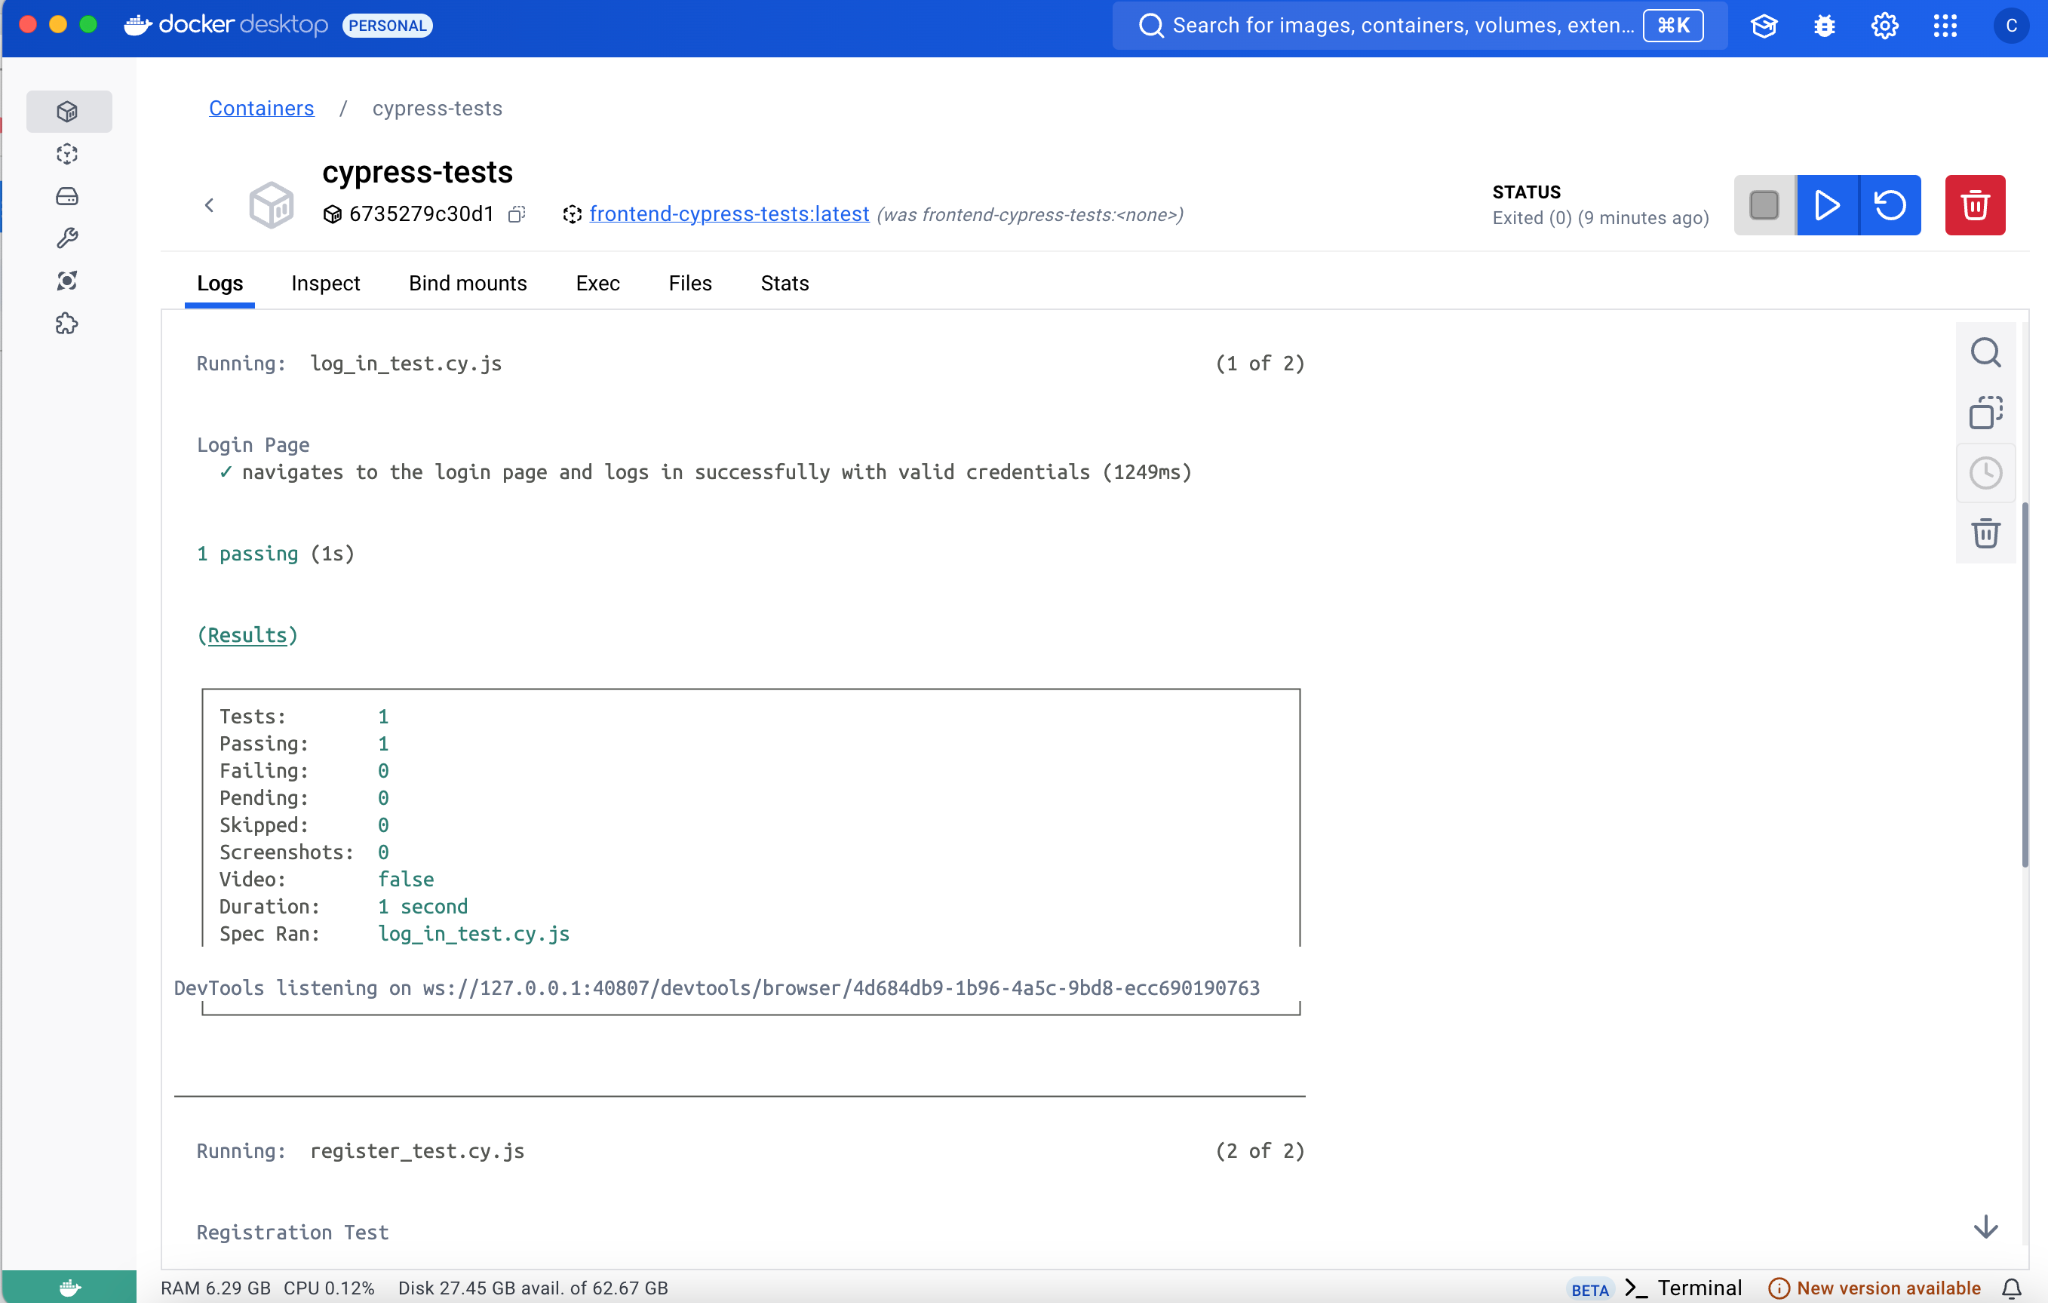 docker desktop PERSONAL
Search for images, containers, volumes, exten... ⌘K
C
Containers / cypress-tests
cypress-tests
6735279c30d1 frontend-cypress-tests:latest (was frontend-cypress-tests:<none>)
STATUS
Exited (0) (9 minutes ago)
Logs Inspect Bind mounts Exec Files Stats
Running: log_in_test.cy.js (1 of 2)
Login Page
✓ navigates to the login page and logs in successfully with valid credentials (1249ms)
1 passing (1s)
(Results)
Tests: 1
Passing: 1
Failing: 0
Pending: 0
Skipped: 0
Screenshots: 0
Video: false
Duration: 1 second
Spec Ran: log_in_test.cy.js
DevTools listening on ws://127.0.0.1:40807/devtools/browser/4d684db9-1b96-4a5c-9bd8-ecc690190763
Running: register_test.cy.js (2 of 2)
Registration Test
RAM 6.29 GB CPU 0.12% Disk 27.45 GB avail. of 62.67 GB
BETA >_ Terminal New version available